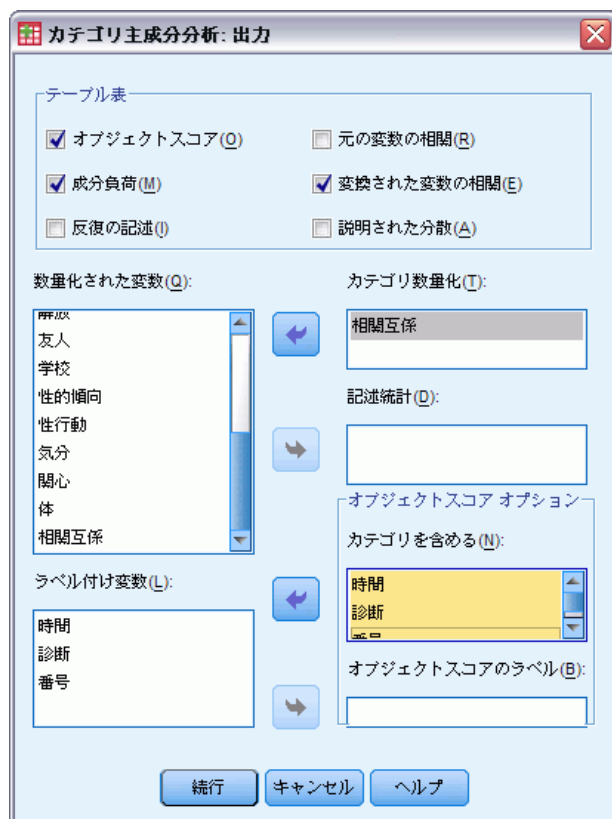 カテゴリ主成分分析: 出力
テーブル表
オブジェクトスコア(O)
元の変数の相関(R)
成分負荷(M)
変換された変数の相関(E)
反復の記述(I)
説明された分散(A)
数量化された変数(Q):
カテゴリ数量化(T):
友人
学校
性的傾向
性行動
気分
関心
体
相関互係
相関互係
記述統計(D):
オブジェクトスコア オプション
カテゴリを含める(N):
ラベル付け変数(L):
時間
診断
番号
時間
診断
オブジェクトスコアのラベル(B):
続行
キャンセル
ヘルプ